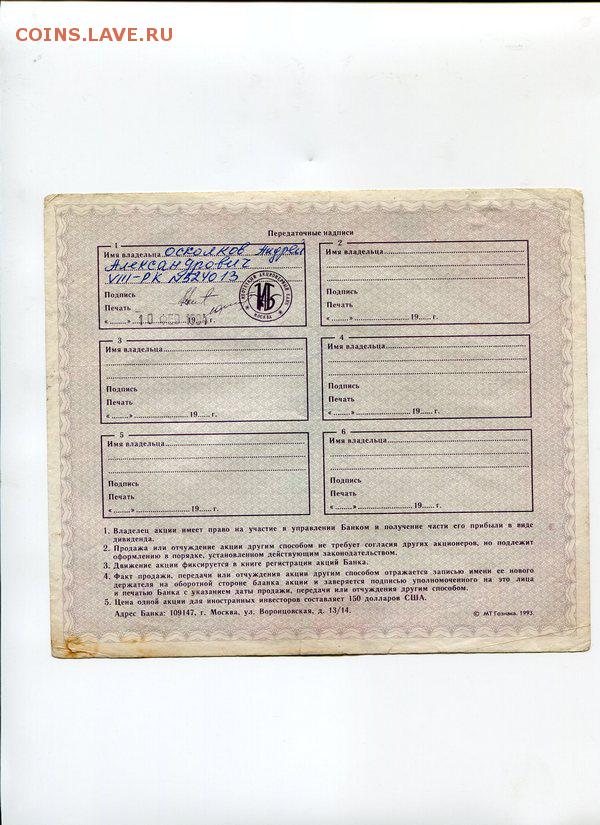 COINS.LAVE.RU
Передаточные надписи
1
Имя владельца Осколков Андрей
Александрович
VIII-РК № 524013
Подпись
Печать
МОСКВА
«......» 10 ФЕВ 1994 19 г.
2
Имя владельца
Подпись
Печать
«......» 19...... г.
3
Имя владельца
Подпись
Печать
«......» 19...... г.
4
Имя владельца
Подпись
Печать
«......» 19...... г.
5
Имя владельца
Подпись
Печать
«......» 19...... г.
6
Имя владельца
Подпись
Печать
«......» 19...... г.
1. Владелец акции имеет право на участие в управлении Банком и получение части его прибыли в виде
дивиденда.
2. Продажа или отчуждение акции другим способом не требует согласия других акционеров, но подлежит
оформлению в порядке, установленном действующим законодательством.
3. Движение акции фиксируется в книге регистрации акций Банка.
4. Факт продажи, передачи или отчуждения акции другим способом отражается записью имени ее нового
держателя на оборотной стороне бланка акции и заверяется подписью уполномоченного на это лица
и печатью Банка с указанием даты продажи, передачи или отчуждения другим способом.
5. Цена одной акции для иностранных инвесторов составляет 150 долларов США.
Адрес Банка: 109147, г. Москва, ул. Воронцовская, д. 13/14.
© МТ Гознака. 1993.